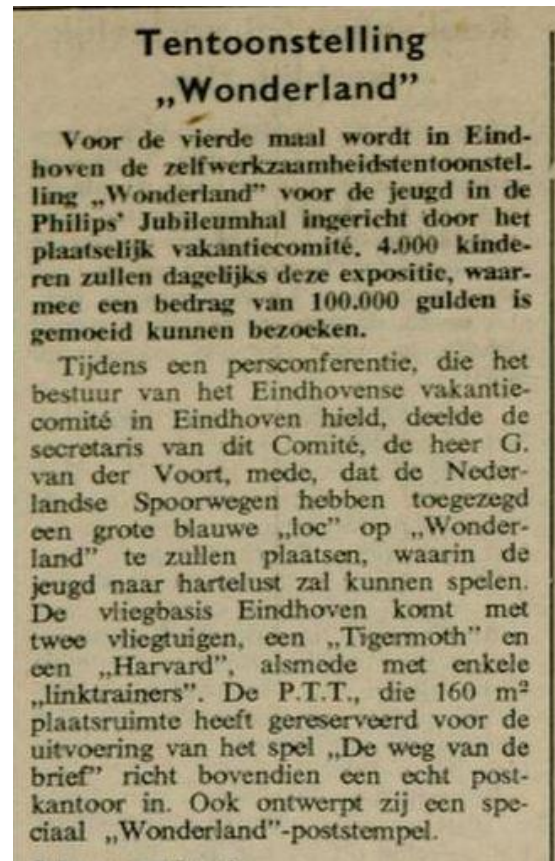 Tentoonstelling
„Wonderland”
Voor de vierde maal wordt in Eind-
hoven de zelfwerkzaamheidstentoonstel-
ling „Wonderland” voor de jeugd in de
Philips’ Jubileumhal ingericht door het
plaatselijk vakantiecomité. 4.000 kinde-
ren zullen dagelijks deze expositie, waar-
mee een bedrag van 100.000 gulden is
gemoeid kunnen bezoeken.
Tijdens een persconferentie, die het
bestuur van het Eindhovense vakantie-
comité in Eindhoven hield, deelde de
secretaris van dit Comité, de heer G.
van der Voort, mede, dat de Neder-
landse Spoorwegen hebben toegezegd
een grote blauwe „loc” op „Wonder-
land” te zullen plaatsen, waarin de
jeugd naar hartelust zal kunnen spelen.
De vliegbasis Eindhoven komt met
twee vliegtuigen, een „Tigermoth” en
een „Harvard”, alsmede met enkele
„linktrainers”. De P.T.T., die 160 m²
plaatsruimte heeft gereserveerd voor de
uitvoering van het spel „De weg van de
brief” richt bovendien een echt post-
kantoor in. Ook ontwerpt zij een spe-
ciaal „Wonderland”-poststempel.